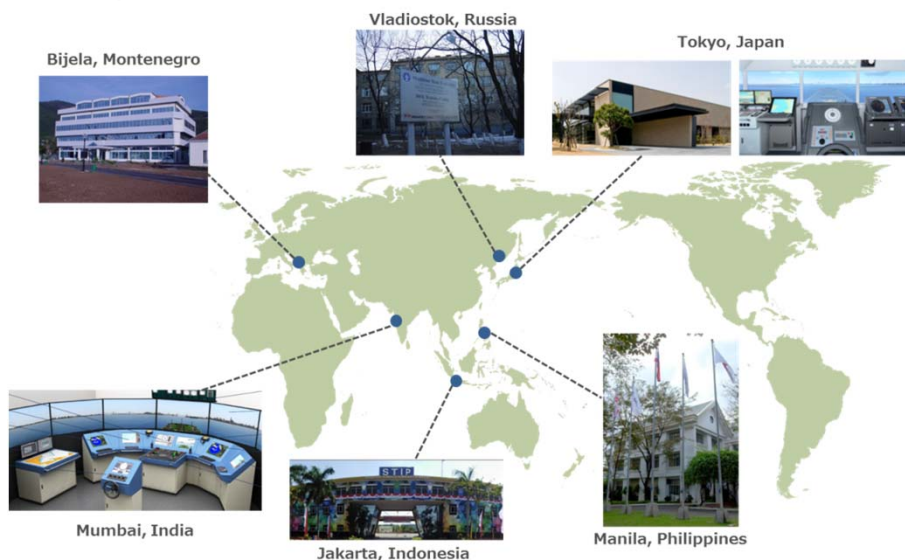 Vladiostok, Russia
Bijela, Montenegro
Tokyo, Japan
STIP
Mumbai, India
Jakarta, Indonesia
Manila, Philippines